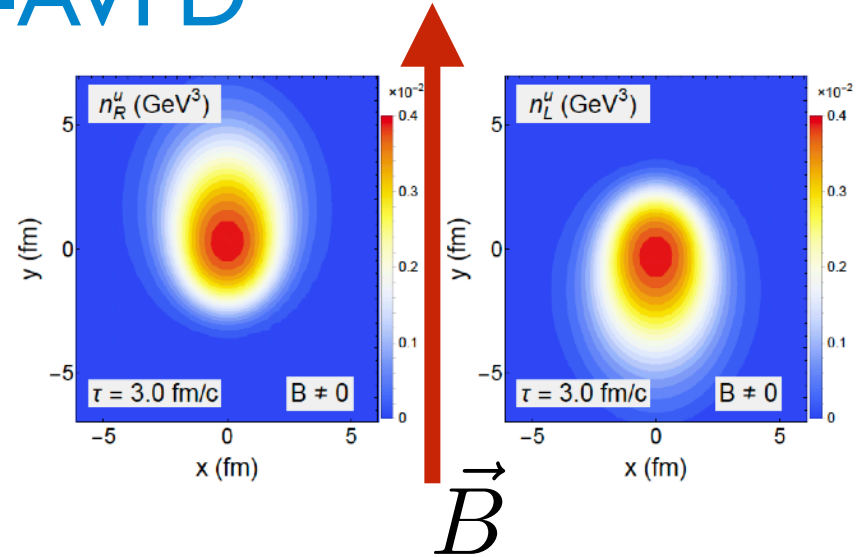 -AVFD
n_R^u (GeV³)
×10⁻²
5
0
−5
y (fm)
τ = 3.0 fm/c
B ≠ 0
−5
0
5
x (fm)
0.4
0.3
0.2
0.1
0
n_L^u (GeV³)
×10⁻²
5
0
−5
y (fm)
τ = 3.0 fm/c
B ≠ 0
−5
0
5
x (fm)
0.4
0.3
0.2
0.1
0
B⃗